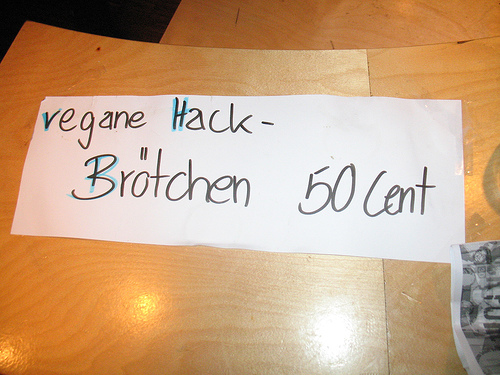 vegane Hack-
Brötchen 50 Cent